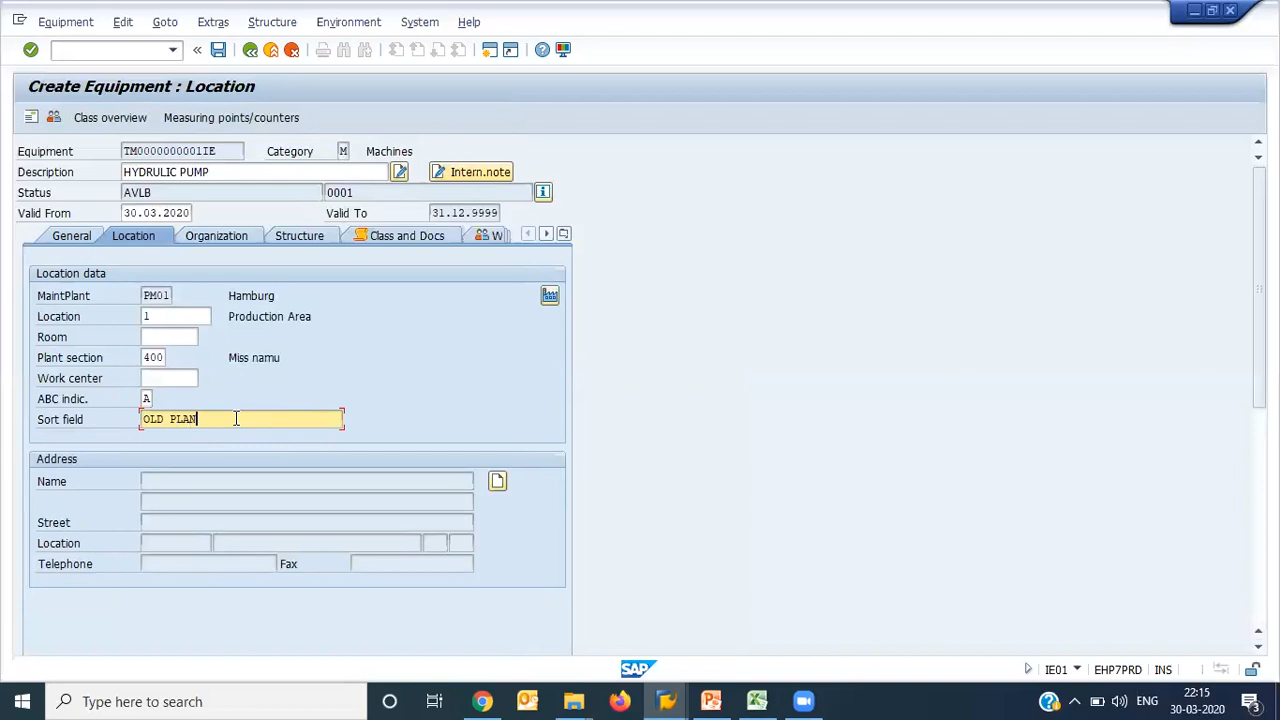 Equipment Edit Goto Extras Structure Environment System Help
Create Equipment : Location
Class overview Measuring points/counters
Equipment TM0000000001IE Category M Machines
Description HYDRULIC PUMP Intern.note
Status AVLB 0001
Valid From 30.03.2020 Valid To 31.12.9999
General Location Organization Structure Class and Docs W
Location data
MaintPlant PM01 Hamburg
Location 1 Production Area
Room
Plant section 400 Miss namu
Work center
ABC indic. A
Sort field OLD PLAN
Address
Name
Street
Location
Telephone Fax
SAP IE01 EHP7PRD INS
Type here to search ENG 22:15
30-03-2020 3